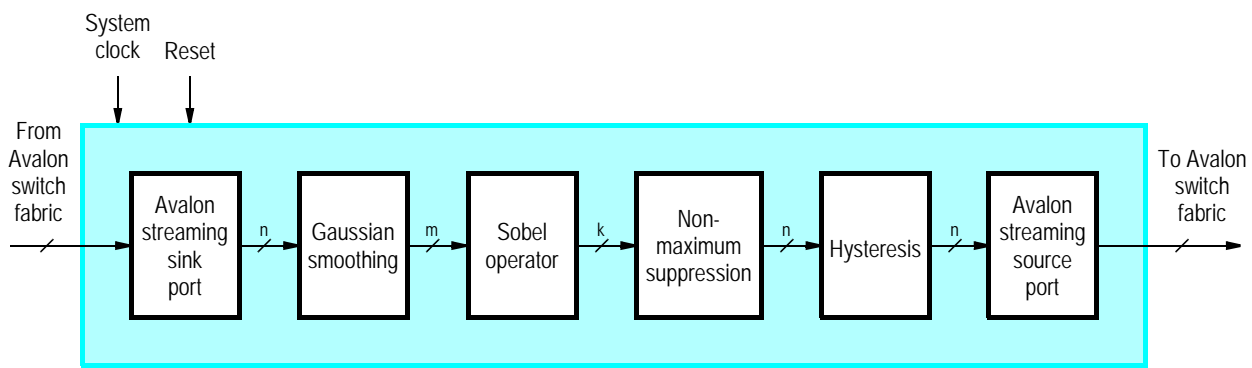 System
clock
Reset
From
Avalon
switch
fabric
Avalon
streaming
sink
port
n
Gaussian
smoothing
m
Sobel
operator
k
Non-
maximum
suppression
n
Hysteresis
n
Avalon
streaming
source
port
To Avalon
switch
fabric